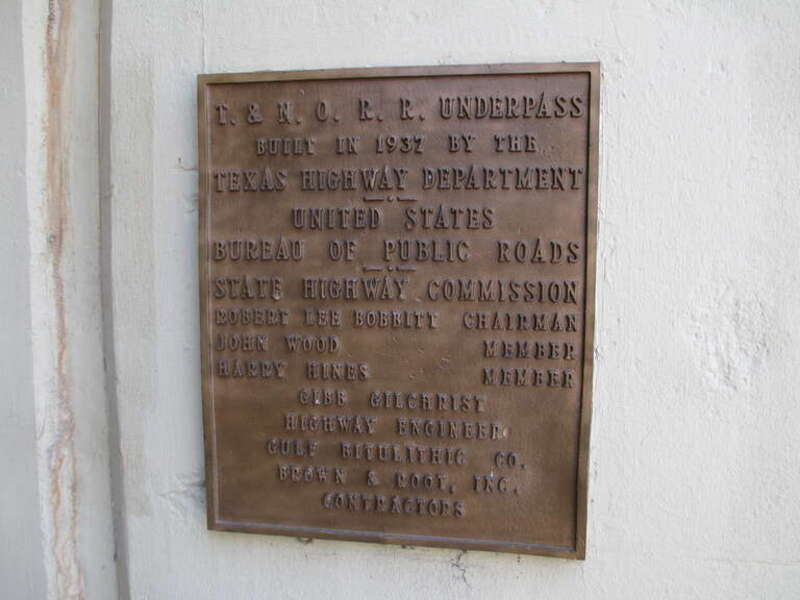 T. & N. O. R. R. UNDERPASS
BUILT IN 1937 BY THE
TEXAS HIGHWAY DEPARTMENT
UNITED STATES
BUREAU OF PUBLIC ROADS
STATE HIGHWAY COMMISSION
ROBERT LEE BOBBITT CHAIRMAN
JOHN WOOD MEMBER
HARRY HINES MEMBER
GIBB GILCHRIST
HIGHWAY ENGINEER
GULF BITULITHIC CO.
BROWN & ROOT, INC.
CONTRACTORS